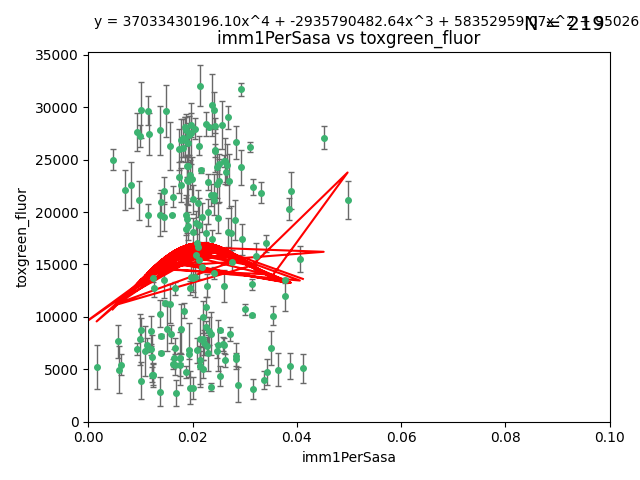 y = 37033430196.10x^4 + -2935790482.64x^3 +
N = 219
imm1PerSasa vs toxgreen_fluor
35000
30000
25000
20000
15000
10000
5000
0
toxgreen_fluor
0.00 0.02 0.04 0.06 0.08 0.10
imm1PerSasa